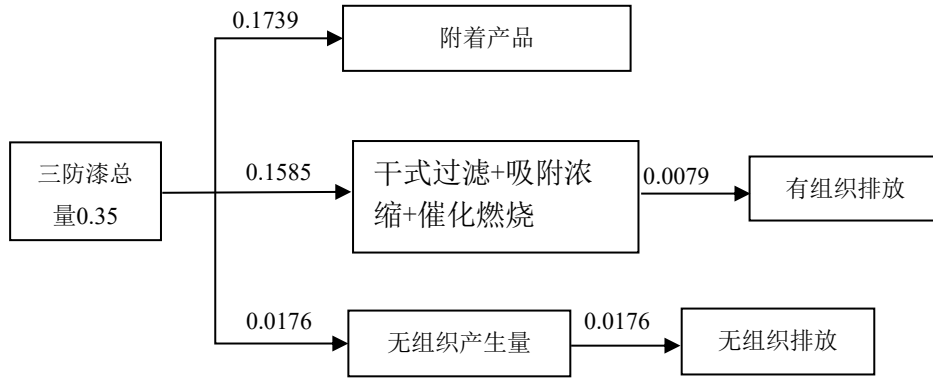 0.1739
附着产品
三防漆总
量0.35
0.1585
干式过滤+吸附浓
缩+催化燃烧
0.0079
有组织排放
0.0176
无组织产生量
0.0176
无组织排放